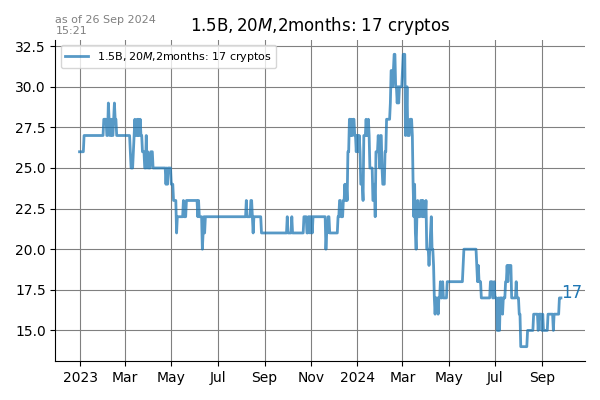 as of 26 Sep 2024
15:21
1.5B, 20M,2months: 17 cryptos
1.5B, 20M,2months: 17 cryptos
32.5
30.0
27.5
25.0
22.5
20.0
17.5
15.0
17
2023 Mar May Jul Sep Nov 2024 Mar May Jul Sep